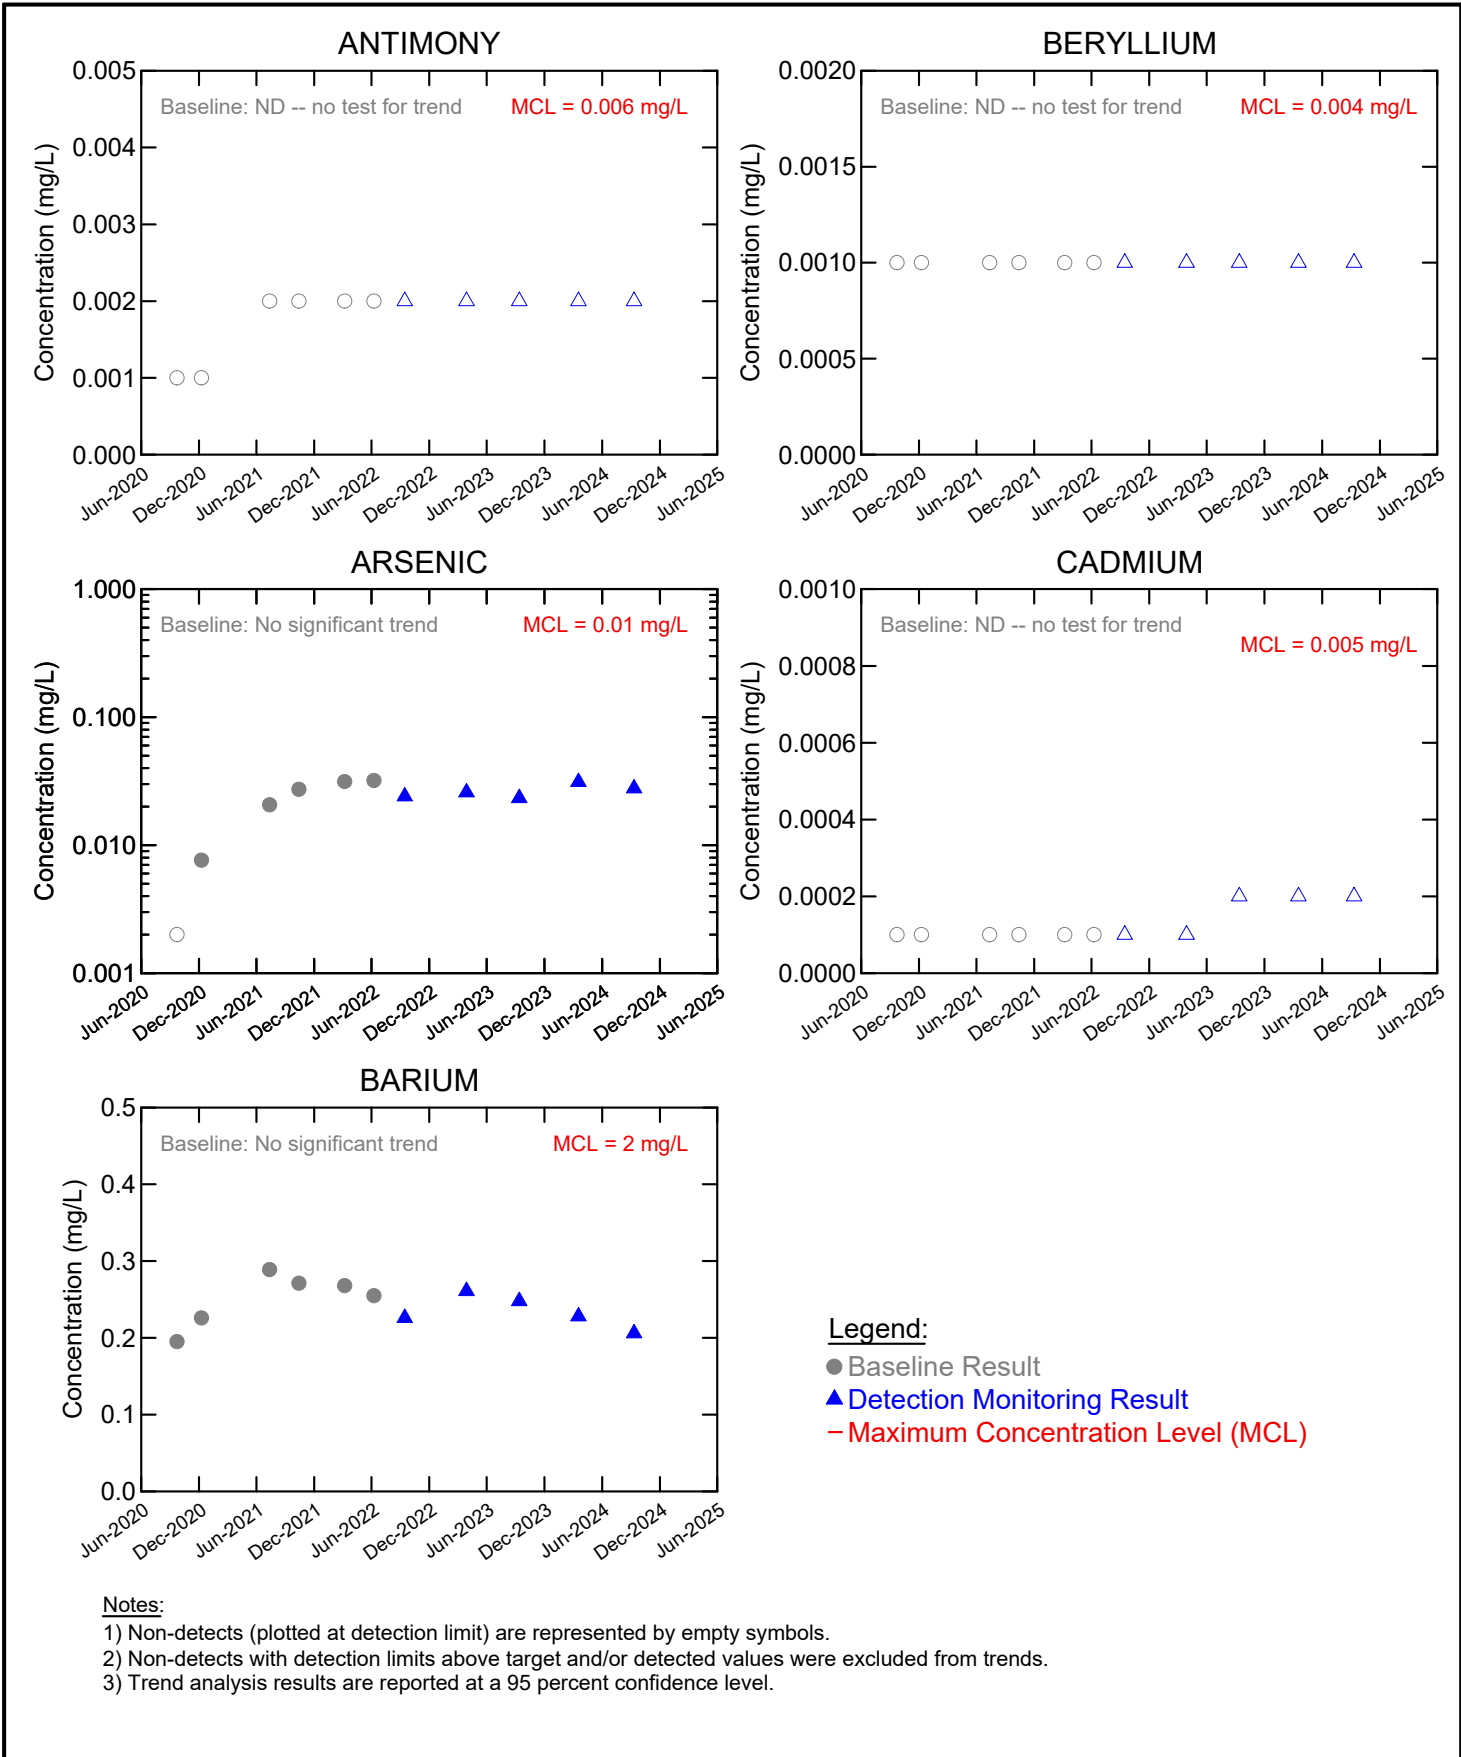 ANTIMONY
Concentration (mg/L)
0.005
0.004
0.003
0.002
0.001
0.000
Baseline: ND -- no test for trend
MCL = 0.006 mg/L
Jun-2020
Dec-2020
Jun-2021
Dec-2021
Jun-2022
Dec-2022
Jun-2023
Dec-2023
Jun-2024
Dec-2024
Jun-2025
BERYLLIUM
Concentration (mg/L)
0.0020
0.0015
0.0010
0.0005
0.0000
Baseline: ND -- no test for trend
MCL = 0.004 mg/L
Jun-2020
Dec-2020
Jun-2021
Dec-2021
Jun-2022
Dec-2022
Jun-2023
Dec-2023
Jun-2024
Dec-2024
Jun-2025
ARSENIC
Concentration (mg/L)
1.000
0.100
0.010
0.001
Baseline: No significant trend
MCL = 0.01 mg/L
Jun-2020
Dec-2020
Jun-2021
Dec-2021
Jun-2022
Dec-2022
Jun-2023
Dec-2023
Jun-2024
Dec-2024
Jun-2025
CADMIUM
Concentration (mg/L)
0.0010
0.0008
0.0006
0.0004
0.0002
0.0000
Baseline: ND -- no test for trend
MCL = 0.005 mg/L
Jun-2020
Dec-2020
Jun-2021
Dec-2021
Jun-2022
Dec-2022
Jun-2023
Dec-2023
Jun-2024
Dec-2024
Jun-2025
BARIUM
Concentration (mg/L)
0.5
0.4
0.3
0.2
0.1
0.0
Baseline: No significant trend
MCL = 2 mg/L
Jun-2020
Dec-2020
Jun-2021
Dec-2021
Jun-2022
Dec-2022
Jun-2023
Dec-2023
Jun-2024
Dec-2024
Jun-2025
Legend:
Baseline Result
Detection Monitoring Result
Maximum Concentration Level (MCL)
Notes:
1) Non-detects (plotted at detection limit) are represented by empty symbols.
2) Non-detects with detection limits above target and/or detected values were excluded from trends.
3) Trend analysis results are reported at a 95 percent confidence level.